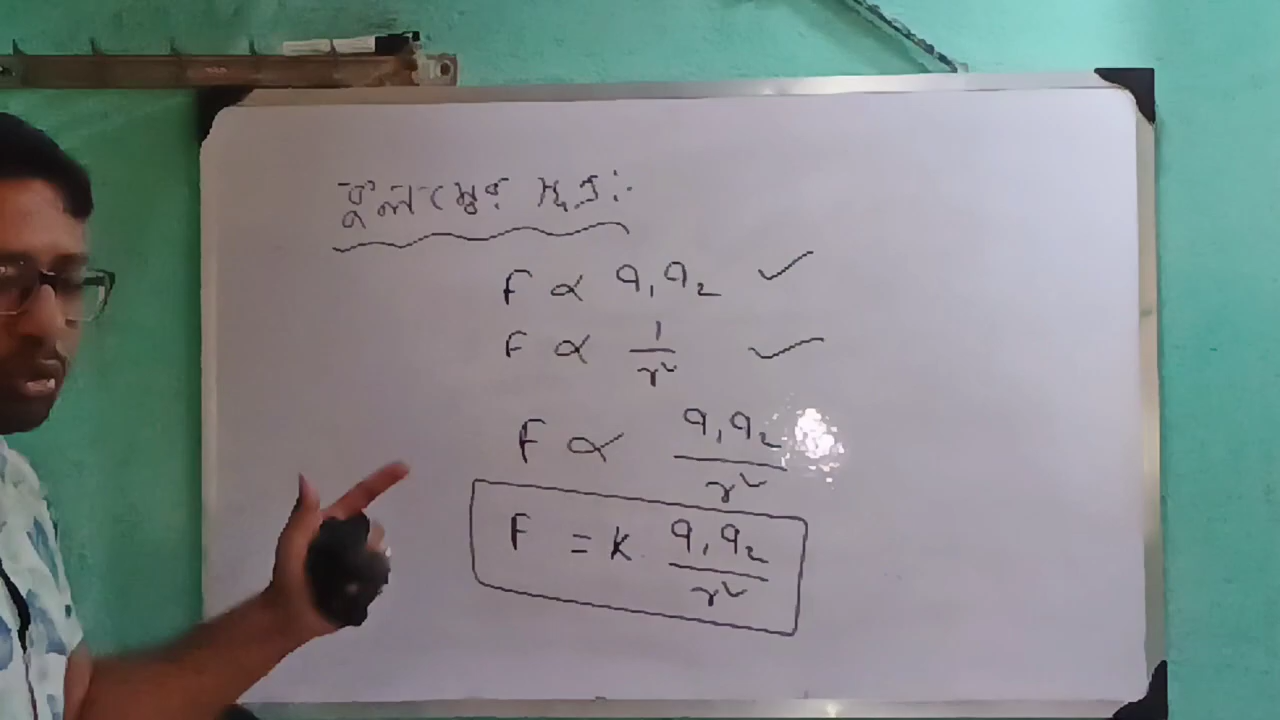 কুলম্বের সূত্র :-
F ∝ q₁q₂ ✓
F ∝ 1/r² ✓
F ∝ q₁q₂/r²
F = K q₁q₂/r²